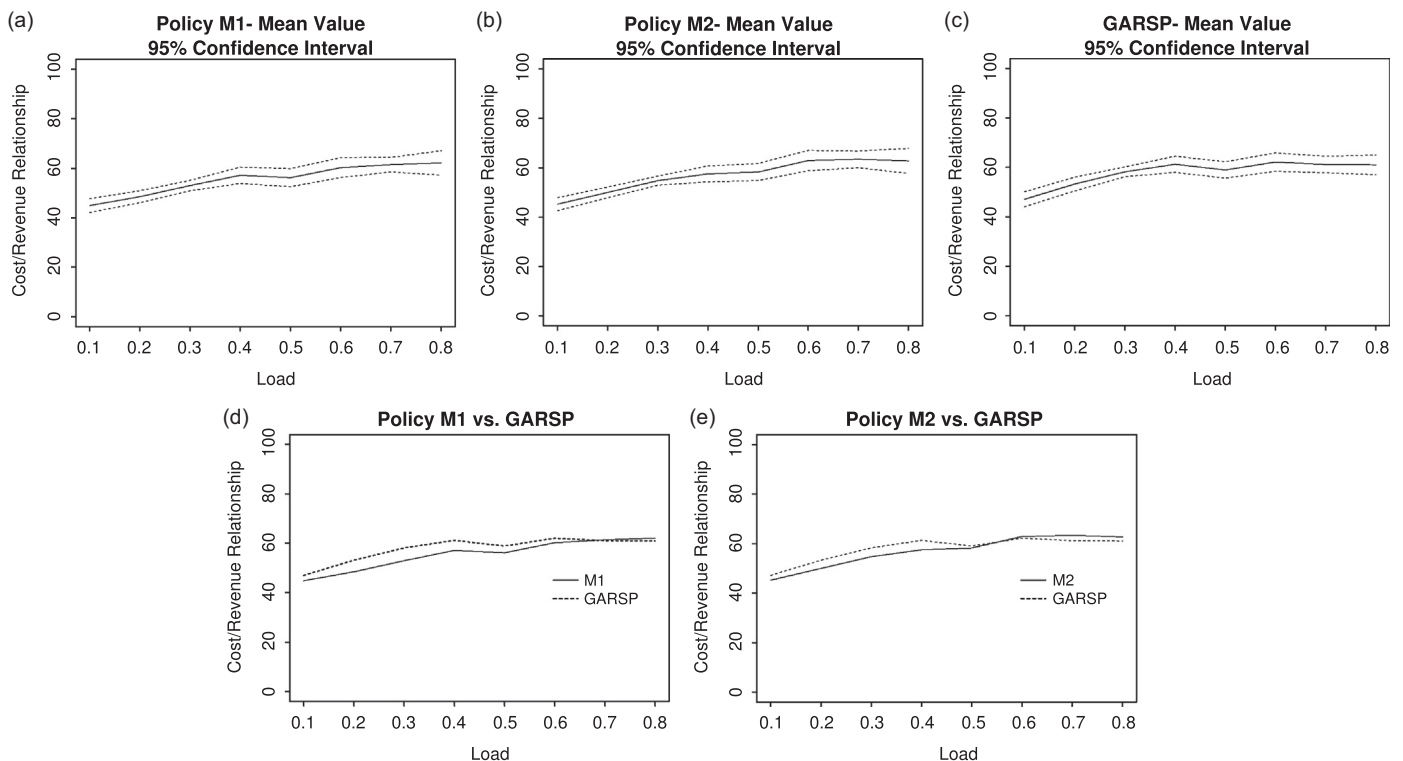 (a)
Policy M1- Mean Value
95% Confidence Interval
Cost/Revenue Relationship
100
80
60
40
20
0
0.1 0.2 0.3 0.4 0.5 0.6 0.7 0.8
Load
(b)
Policy M2- Mean Value
95% Confidence Interval
Cost/Revenue Relationship
100
80
60
40
20
0
0.1 0.2 0.3 0.4 0.5 0.6 0.7 0.8
Load
(c)
GARSP- Mean Value
95% Confidence Interval
Cost/Revenue Relationship
100
80
60
40
20
0
0.1 0.2 0.3 0.4 0.5 0.6 0.7 0.8
Load
(d)
Policy M1 vs. GARSP
Cost/Revenue Relationship
100
80
60
40
20
0
M1
GARSP
0.1 0.2 0.3 0.4 0.5 0.6 0.7 0.8
Load
(e)
Policy M2 vs. GARSP
Cost/Revenue Relationship
100
80
60
40
20
0
M2
GARSP
0.1 0.2 0.3 0.4 0.5 0.6 0.7 0.8
Load